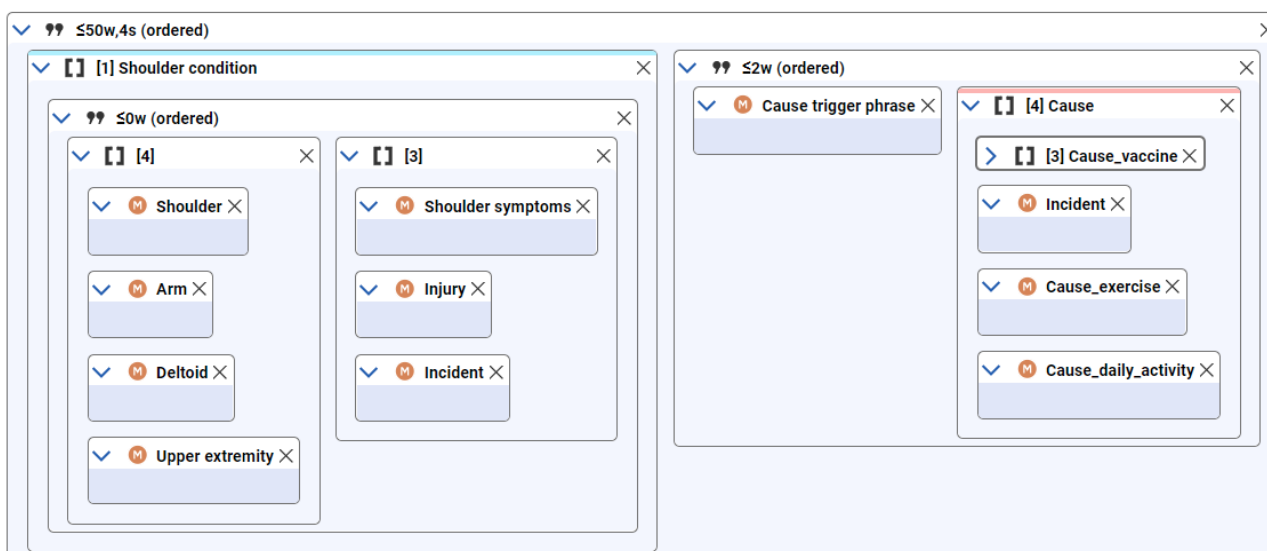 ≤50w,4s (ordered)
[1] Shoulder condition
≤0w (ordered)
[4]
Shoulder
Arm
Deltoid
Upper extremity
[3]
Shoulder symptoms
Injury
Incident
≤2w (ordered)
M Cause trigger phrase
[4] Cause
[3] Cause_vaccine
M Incident
M Cause_exercise
M Cause_daily_activity